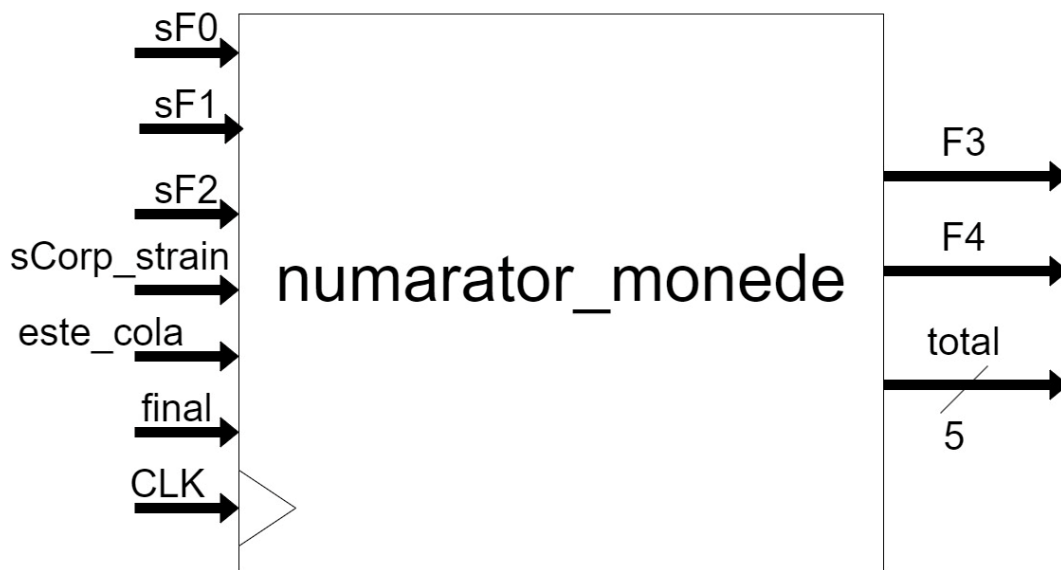 sF0
sF1
sF2
sCorp_strain
este_cola
final
CLK
numarator_monede
F3
F4
total
5